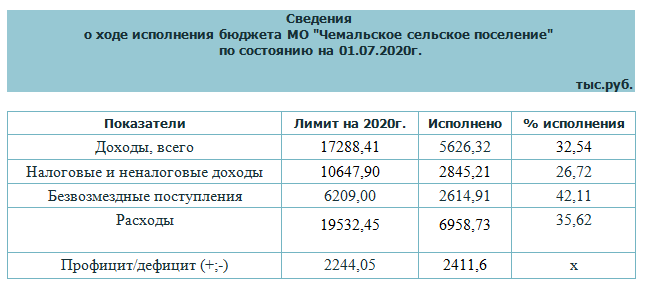 Сведения
о ходе исполнения бюджета МО "Чемальское сельское поселение"
по состоянию на 01.07.2020г.
тыс.руб.
Показатели Лимит на 2020г. Исполнено % исполнения
Доходы, всего 17288,41 5626,32 32,54
Налоговые и неналоговые доходы 10647,90 2845,21 26,72
Безвозмездные поступления 6209,00 2614,91 42,11
Расходы 19532,45 6958,73 35,62
Профицит/дефицит (+;-) 2244,05 2411,6 х